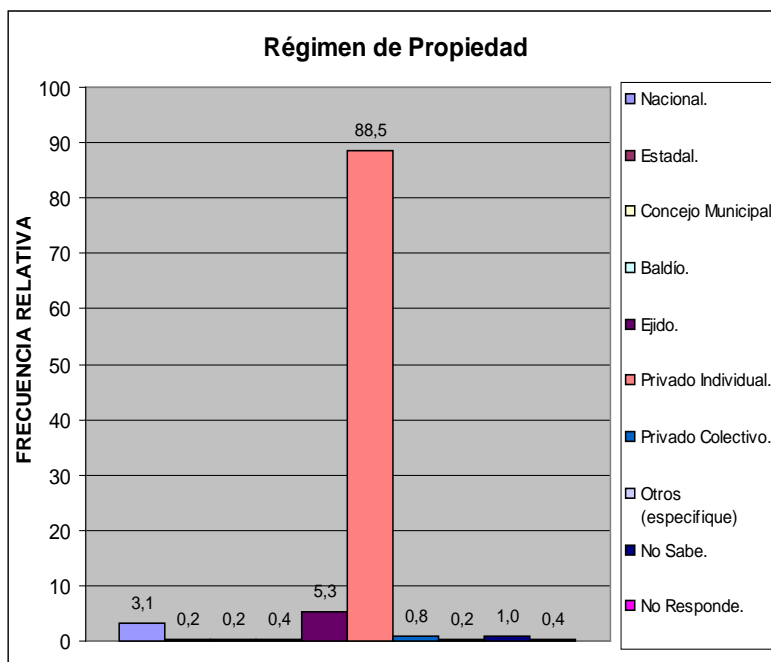 Régimen de Propiedad
FRECUENCIA RELATIVA
100
90
80
70
60
50
40
30
20
10
0
3,1
0,2
0,2
0,4
5,3
88,5
0,8
0,2
1,0
0,4
Nacional.
Estadal.
Concejo Municipal
Baldío.
Ejido.
Privado Individual.
Privado Colectivo.
Otros
(especifique)
No Sabe.
No Responde.